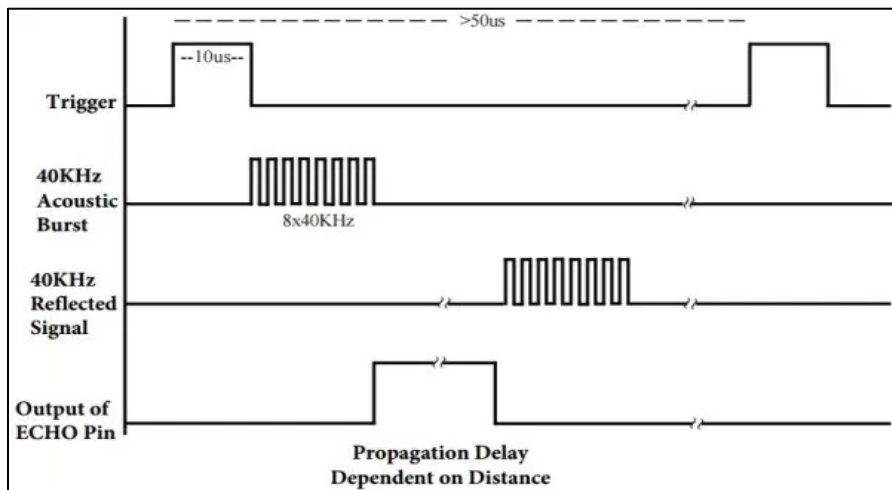 >50us
--10us--
Trigger
40KHz
Acoustic
Burst
8x40KHz
40KHz
Reflected
Signal
Output of
ECHO Pin
Propagation Delay
Dependent on Distance